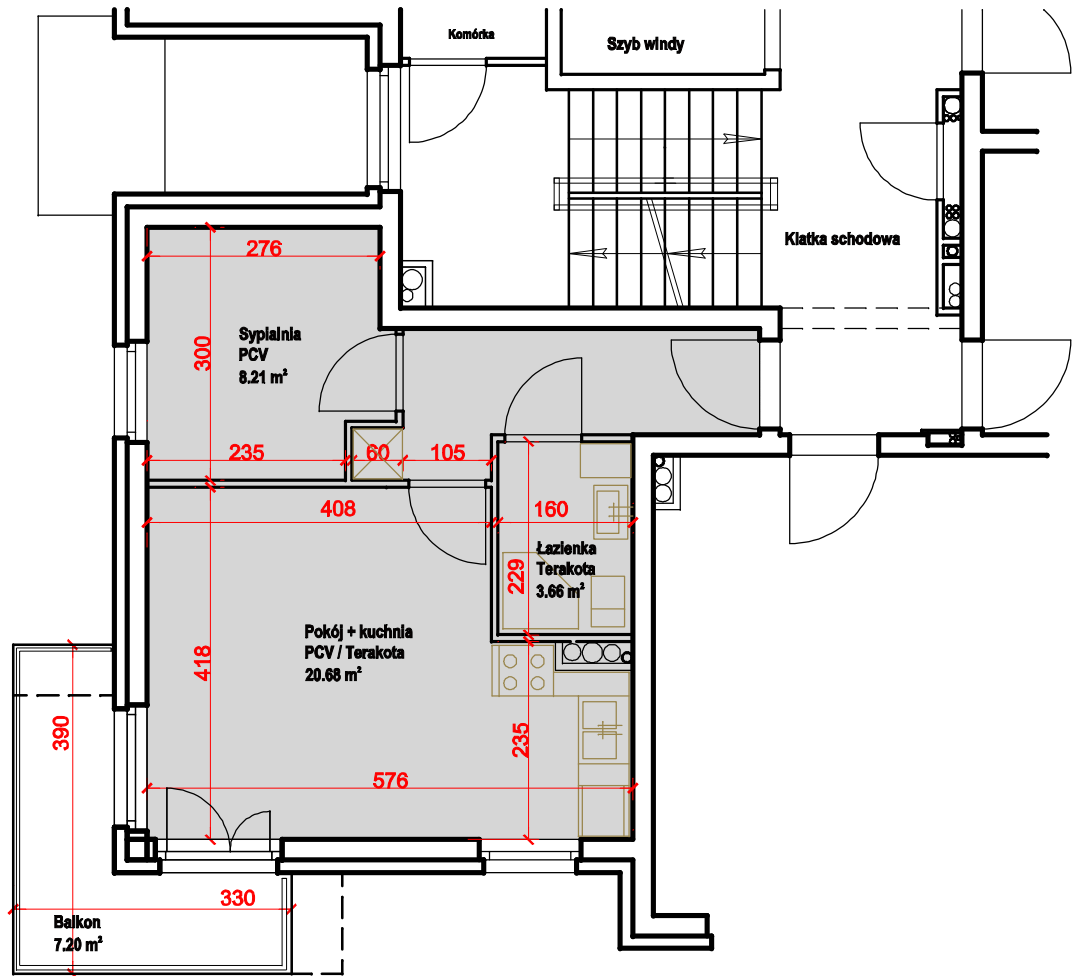 Komórka
Szyb windy
Klatka schodowa
276
300
Sypialnia
PCV
8.21 m²
235
60
105
408
160
229
Łazienka
Terakota
3.66 m²
Pokój + kuchnia
PCV / Terakota
20.68 m²
418
235
390
576
330
Balkon
7.20 m²